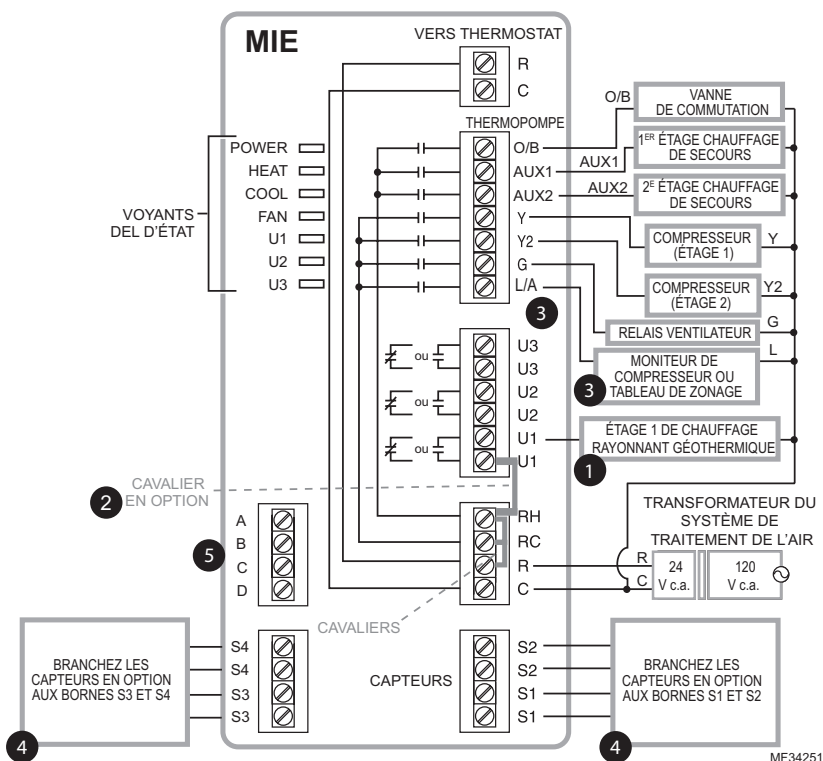 MIE
VERS THERMOSTAT
R
C
THERMOPOMPE
O/B
AUX1
AUX2
Y
Y2
G
L/A
3
POWER
HEAT
COOL
FAN
U1
U2
U3
VOYANTS
DEL D'ÉTAT
O/B
VANNE
DE COMMUTATION
AUX1
1ER ÉTAGE CHAUFFAGE
DE SECOURS
AUX2
2E ÉTAGE CHAUFFAGE
DE SECOURS
COMPRESSEUR
(ÉTAGE 1)
Y
COMPRESSEUR
(ÉTAGE 2)
Y2
RELAIS VENTILATEUR
G
MONITEUR DE
COMPRESSEUR OU
TABLEAU DE ZONAGE
L
3
ou
ou
ou
U3
U3
U2
U2
U1
U1
ÉTAGE 1 DE CHAUFFAGE
RAYONNANT GÉOTHERMIQUE
1
2
CAVALIER
EN OPTION
RH
RC
R
C
CAVALIERS
TRANSFORMATEUR DU
SYSTÈME DE
TRAITEMENT DE L'AIR
R
C
24
V c.a.
120
V c.a.
5
A
B
C
D
BRANCHEZ LES
CAPTEURS EN OPTION
AUX BORNES S3 ET S4
4
S4
S4
S3
S3
CAPTEURS
S2
S2
S1
S1
BRANCHEZ LES
CAPTEURS EN OPTION
AUX BORNES S1 ET S2
4
MF34251